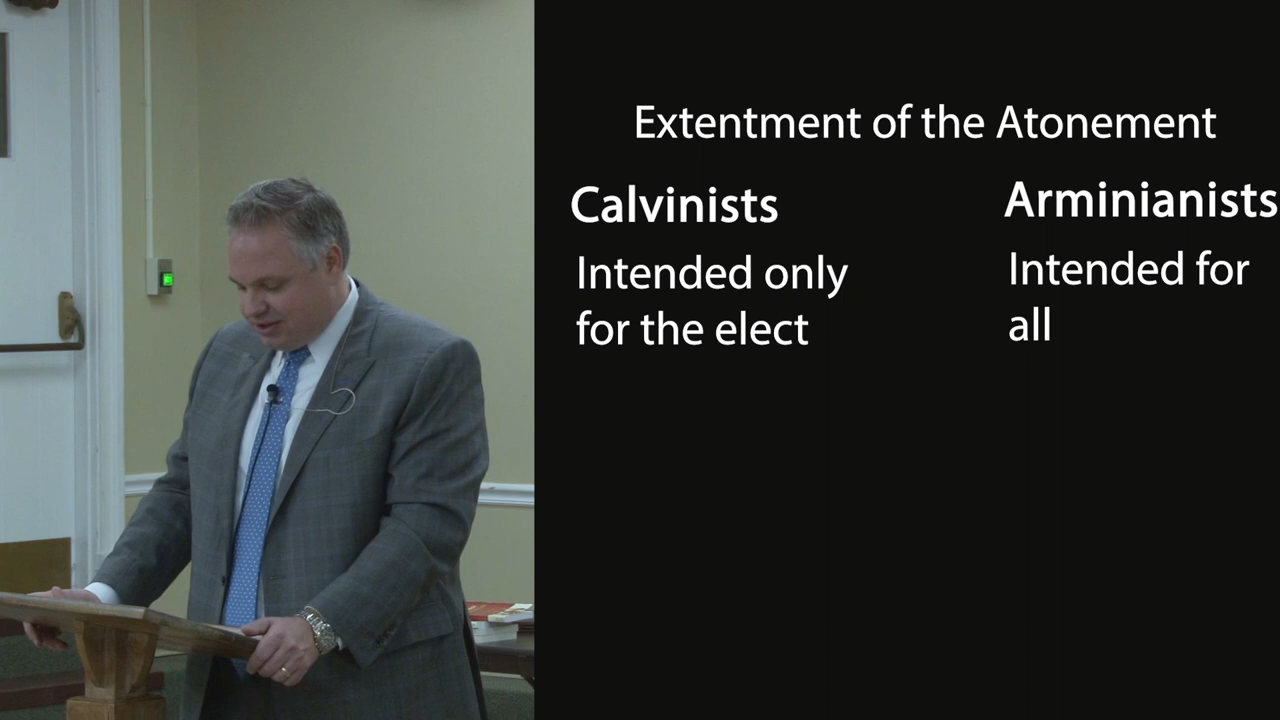 Extentment of the Atonement
Calvinists
Intended only
for the elect
Arminianists
Intended for
all